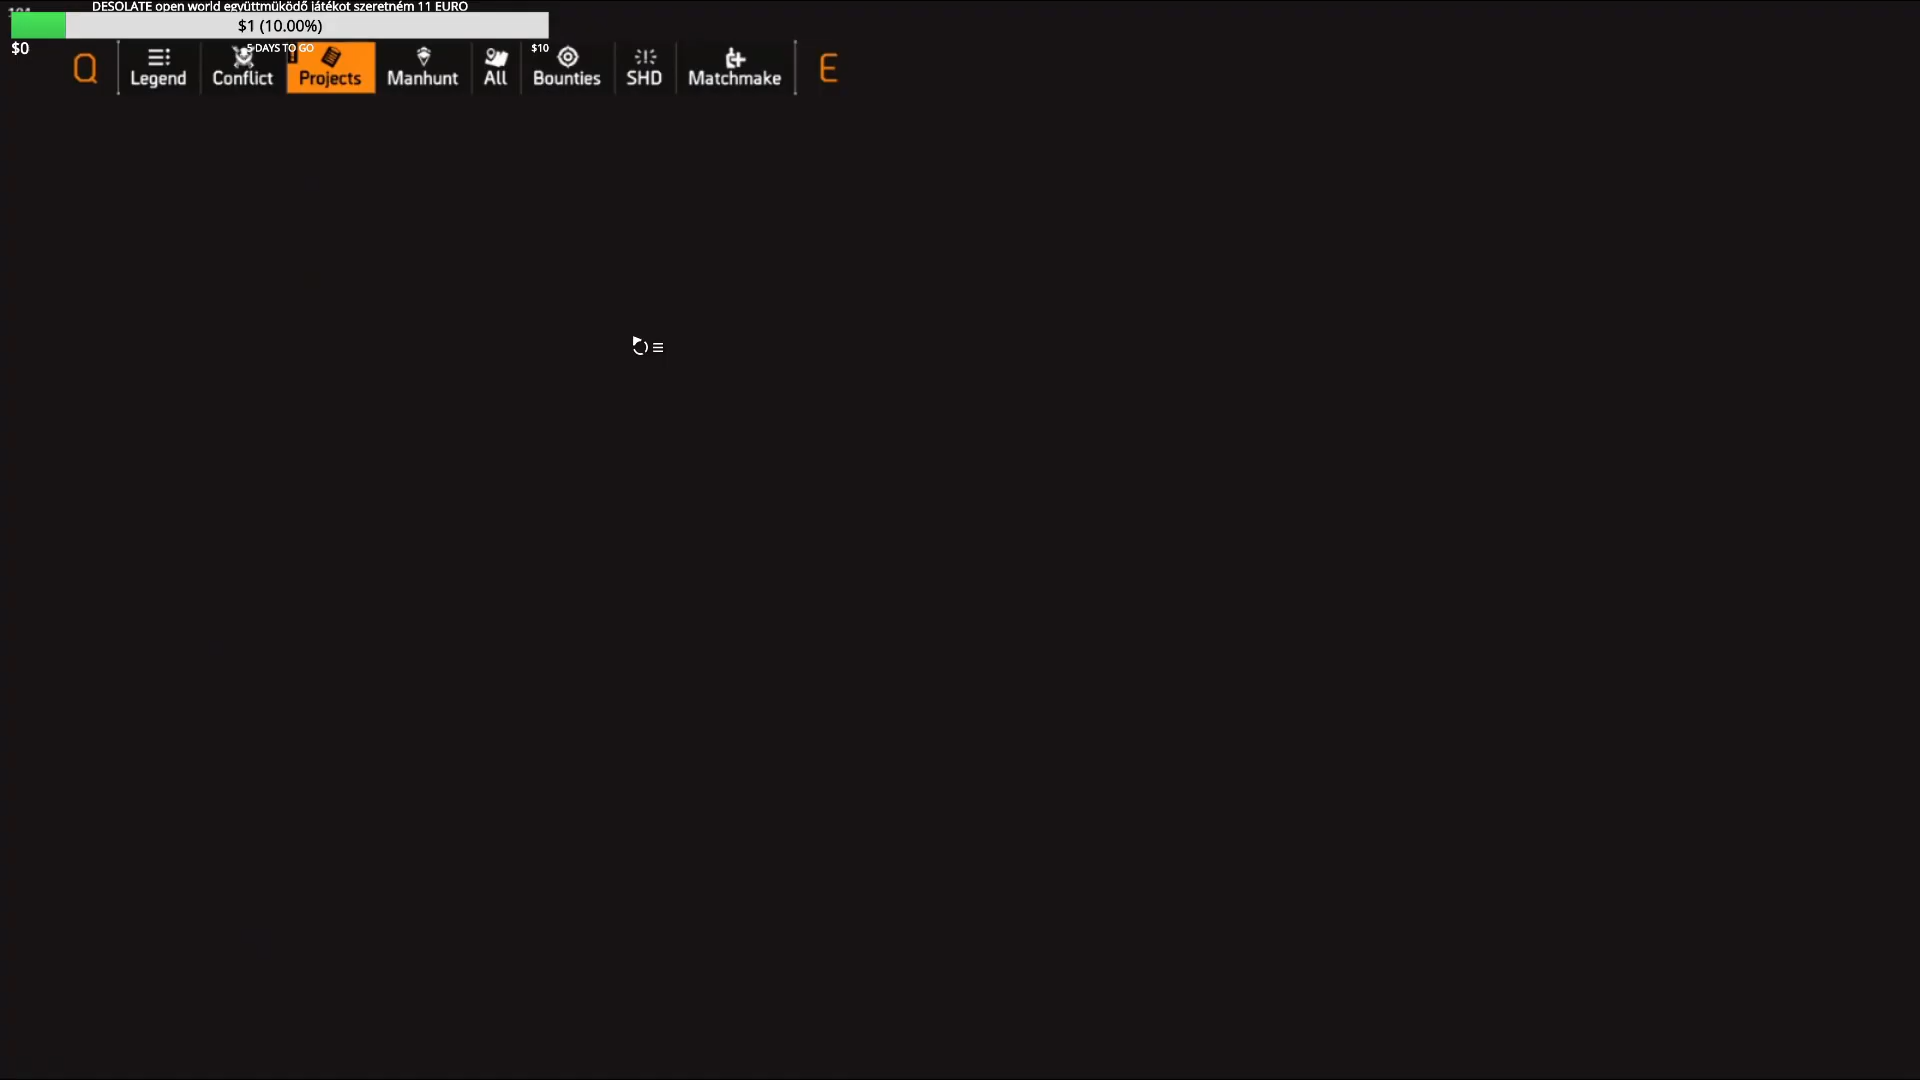 DESOLATE open world együttmüködő játékot szeretném 11 EURO
$1 (10.00%)
$0
5 DAYS TO GO
$10
Q
Legend
Conflict
Projects
Manhunt
All
Bounties
SHD
Matchmake
E